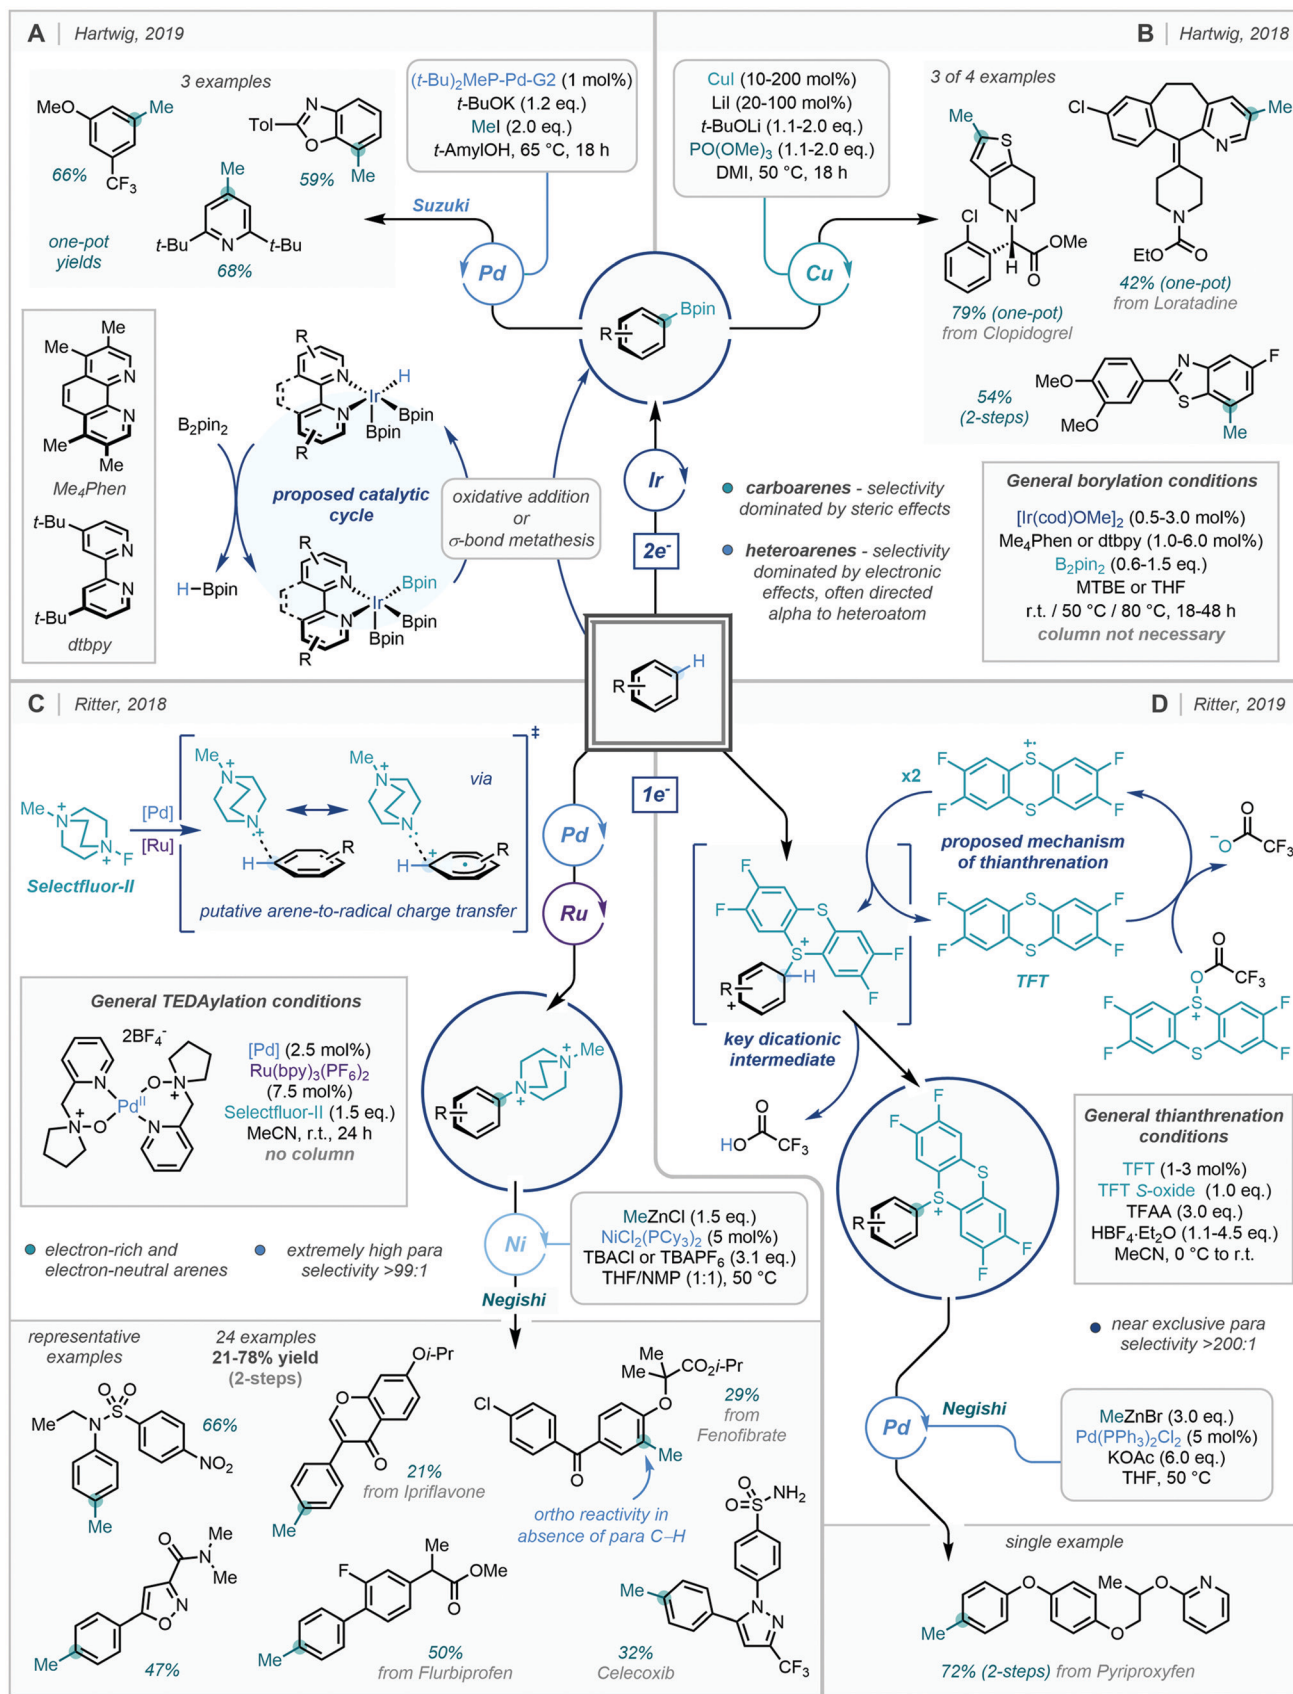 A | Hartwig, 2019
3 examples
MeO
Me
66%
CF3
N
Tol
O
59%
Me
Me
t-Bu
N
t-Bu
68%
one-pot
yields
(t-Bu)2MeP-Pd-G2 (1 mol%)
t-BuOK (1.2 eq.)
MeI (2.0 eq.)
t-AmylOH, 65 °C, 18 h
Suzuki
Pd
B | Hartwig, 2018
CuI (10-200 mol%)
LiI (20-100 mol%)
t-BuOLi (1.1-2.0 eq.)
PO(OMe)3 (1.1-2.0 eq.)
DMI, 50 °C, 18 h
Cu
3 of 4 examples
Me
S
N
Cl
OMe
H
O
79% (one-pot)
from Clopidogrel
Cl
Me
N
N
EtO
O
42% (one-pot)
from Loratadine
MeO
MeO
N
S
F
Me
54%
(2-steps)
R
Bpin
Me
Me
N
N
Me
Me
Me4Phen
t-Bu
N
N
t-Bu
dtbpy
B2pin2
H–Bpin
R
N
N
Ir
H
Bpin
Bpin
R
proposed catalytic
cycle
R
N
N
Ir
Bpin
Bpin
Bpin
R
oxidative addition
or
σ-bond metathesis
Ir
2e-
carboarenes - selectivity
dominated by steric effects
heteroarenes - selectivity
dominated by electronic
effects, often directed
alpha to heteroatom
General borylation conditions
[Ir(cod)OMe]2 (0.5-3.0 mol%)
Me4Phen or dtbpy (1.0-6.0 mol%)
B2pin2 (0.6-1.5 eq.)
MTBE or THF
r.t. / 50 °C / 80 °C, 18-48 h
column not necessary
R
H
C | Ritter, 2018
Me
N
+
N
+
F
Selectfluor-II
[Pd]
[Ru]
Me
N
+
N
+
H
R
Me
N
+
N
H
+
R
via
‡
putative arene-to-radical charge transfer
1e-
Pd
Ru
General TEDAylation conditions
2BF4-
N
O
N
+
PdII
N
+
O
N
[Pd] (2.5 mol%)
Ru(bpy)3(PF6)2
(7.5 mol%)
Selectfluor-II (1.5 eq.)
MeCN, r.t., 24 h
no column
R
N
+
N
+
Me
electron-rich and
electron-neutral arenes
extremely high para
selectivity >99:1
Ni
Negishi
MeZnCl (1.5 eq.)
NiCl2(PCy3)2 (5 mol%)
TBACl or TBAPF6 (3.1 eq.)
THF/NMP (1:1), 50 °C
representative
examples
24 examples
21-78% yield
(2-steps)
O
O
S
N
Me
66%
NO2
Me
Oi-Pr
O
O
21%
from Ipriflavone
Me
Me
Me
CO2i-Pr
O
Cl
O
Me
29%
from
Fenofibrate
ortho reactivity in
absence of para C–H
O
N
Me
Me
N
O
Me
47%
F
Me
OMe
O
Me
50%
from Flurbiprofen
O
O
S
NH2
Me
N
N
CF3
32%
Celecoxib
D | Ritter, 2019
x2
+·
F
F
S
S
F
F
proposed mechanism
of thianthrenation
F
F
S
S
F
F
TFT
-O
O
CF3
O
O
CF3
S
+
F
F
S
F
F
F
F
S
S
+
F
F
H
R
+
key dicationic
intermediate
O
HO
CF3
F
F
S
S
+
F
F
R
General thianthrenation
conditions
TFT (1-3 mol%)
TFT S-oxide (1.0 eq.)
TFAA (3.0 eq.)
HBF4·Et2O (1.1-4.5 eq.)
MeCN, 0 °C to r.t.
near exclusive para
selectivity >200:1
Pd
Negishi
MeZnBr (3.0 eq.)
Pd(PPh3)2Cl2 (5 mol%)
KOAc (6.0 eq.)
THF, 50 °C
single example
Me
O
O
Me
O
N
72% (2-steps) from Pyriproxyfen